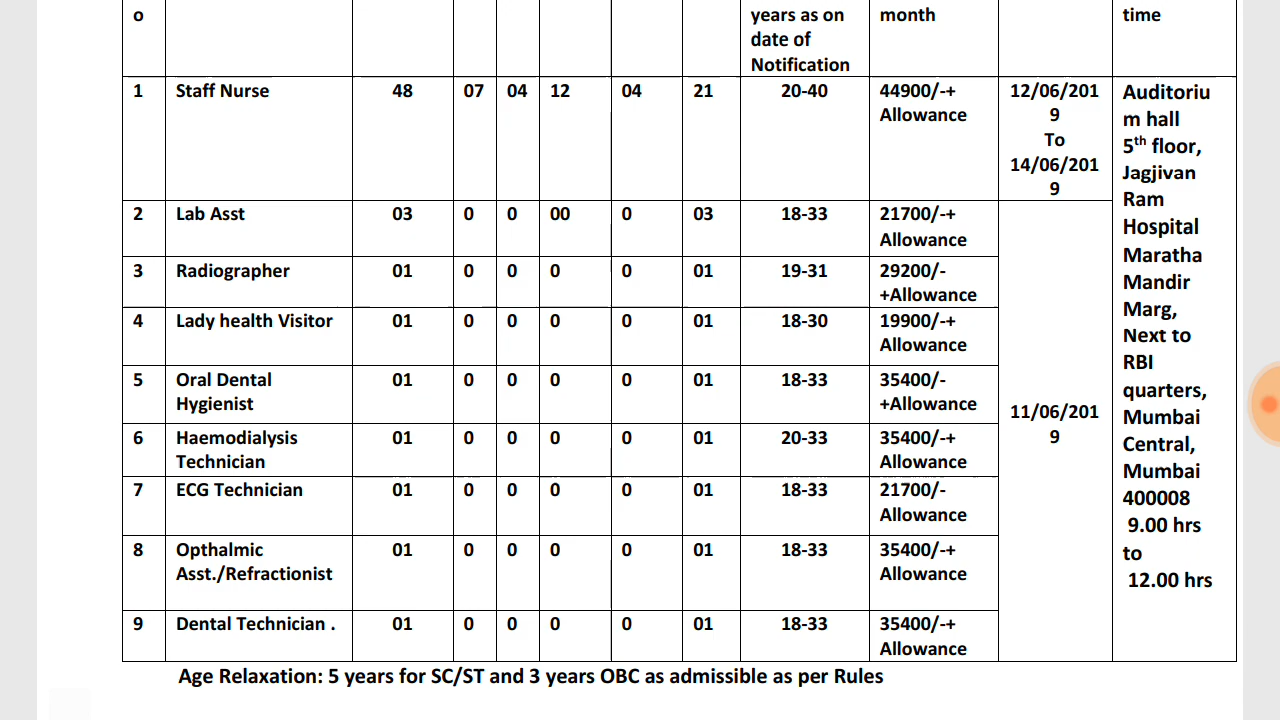 o years as on month time
date of
Notification
1 Staff Nurse 48 07 04 12 04 21 20-40 44900/-+ 12/06/201 Auditoriu
Allowance 9 m hall
To 5th floor,
14/06/201 Jagjivan
9 Ram
2 Lab Asst 03 0 0 00 0 03 18-33 21700/-+ Hospital
Allowance Maratha
3 Radiographer 01 0 0 0 0 01 19-31 29200/- Mandir
+Allowance Marg,
4 Lady health Visitor 01 0 0 0 0 01 18-30 19900/-+ Next to
Allowance RBI
5 Oral Dental 01 0 0 0 0 01 18-33 35400/- quarters,
Hygienist +Allowance 11/06/201 Mumbai
6 Haemodialysis 01 0 0 0 0 01 20-33 35400/-+ 9 Central,
Technician Allowance Mumbai
7 ECG Technician 01 0 0 0 0 01 18-33 21700/- 400008
Allowance 9.00 hrs
8 Opthalmic 01 0 0 0 0 01 18-33 35400/-+ to
Asst./Refractionist Allowance 12.00 hrs
9 Dental Technician . 01 0 0 0 0 01 18-33 35400/-+
Allowance
Age Relaxation: 5 years for SC/ST and 3 years OBC as admissible as per Rules